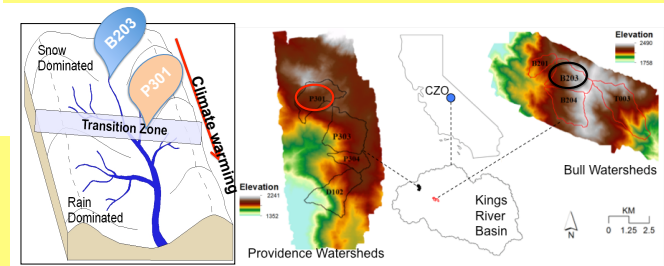 Snow
Dominated
B203
P301
Climate warming
Transition Zone
Rain
Dominated
Elevation
2241
1352
P301
P303
P304
D102
Providence Watersheds
CZO
Kings
River
Basin
Elevation
2490
1758
B201
B203
B204
T003
Bull Watersheds
N
KM
0 1.25 2.5